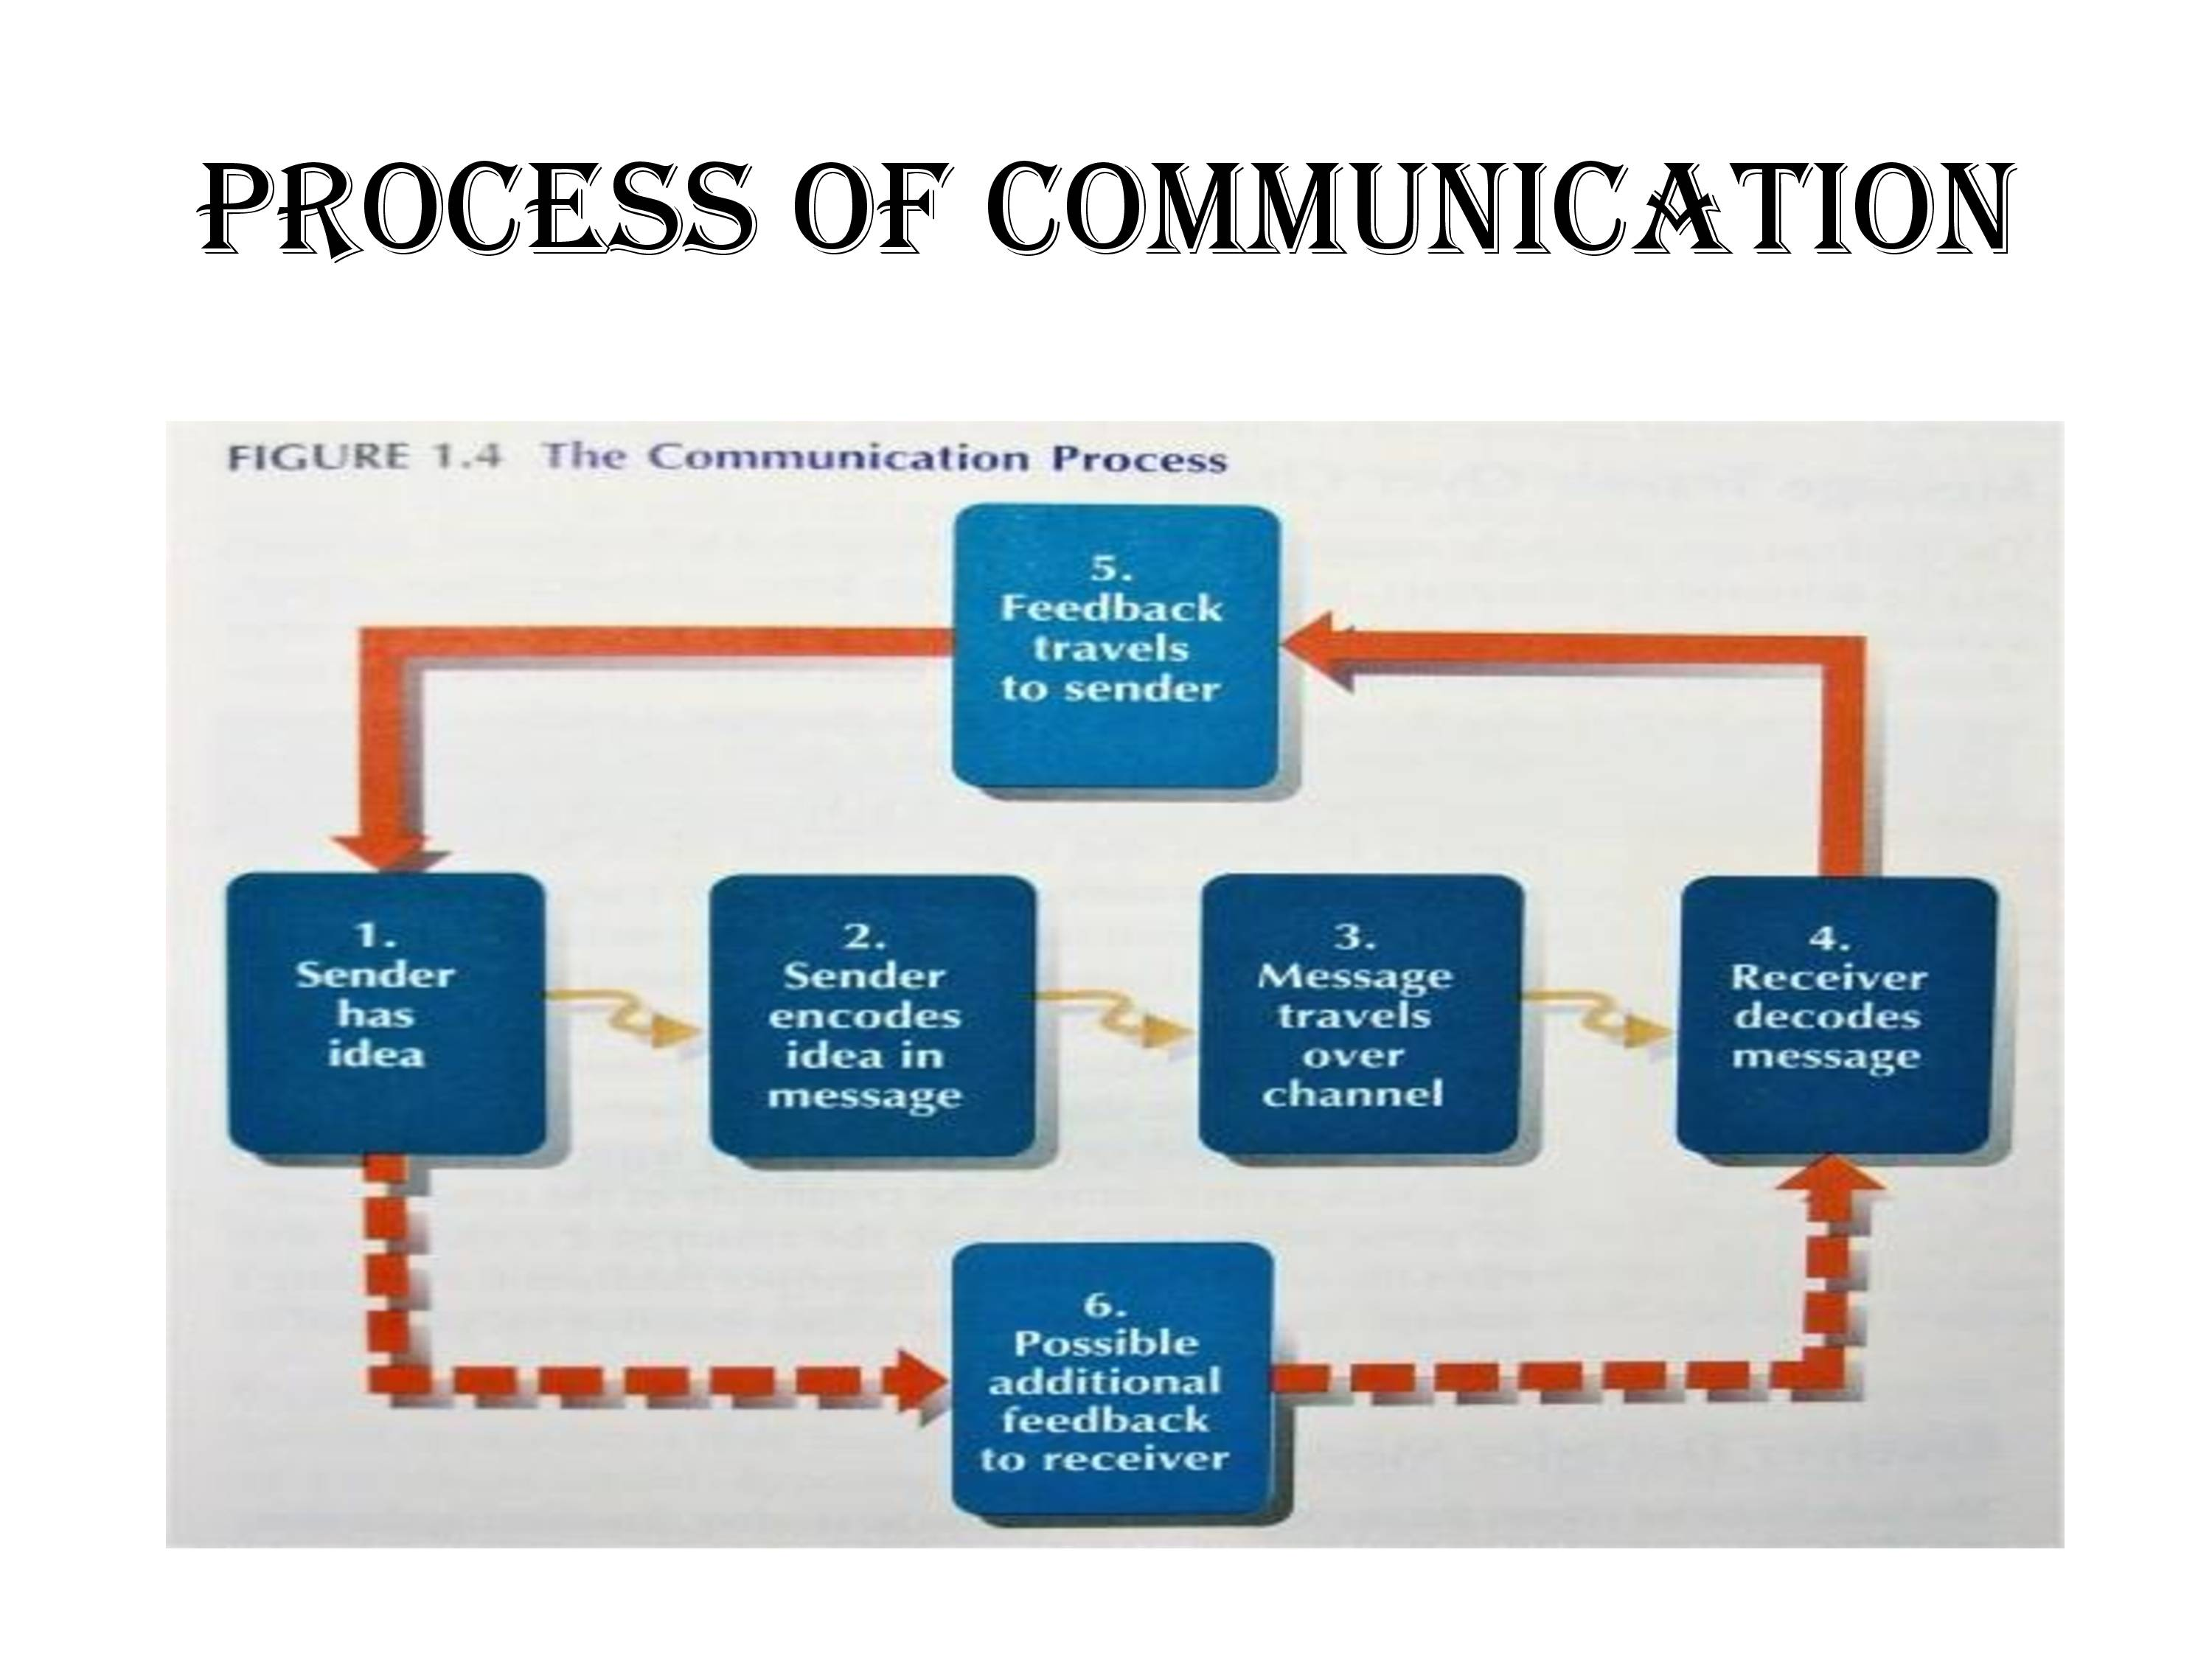 PROCESS OF COMMUNICATION
FIGURE 1.4 The Communication Process
5.
Feedback
travels
to sender
1.
Sender
has
idea
2.
Sender
encodes
idea in
message
3.
Message
travels
over
channel
4.
Receiver
decodes
message
6.
Possible
additional
feedback
to receiver